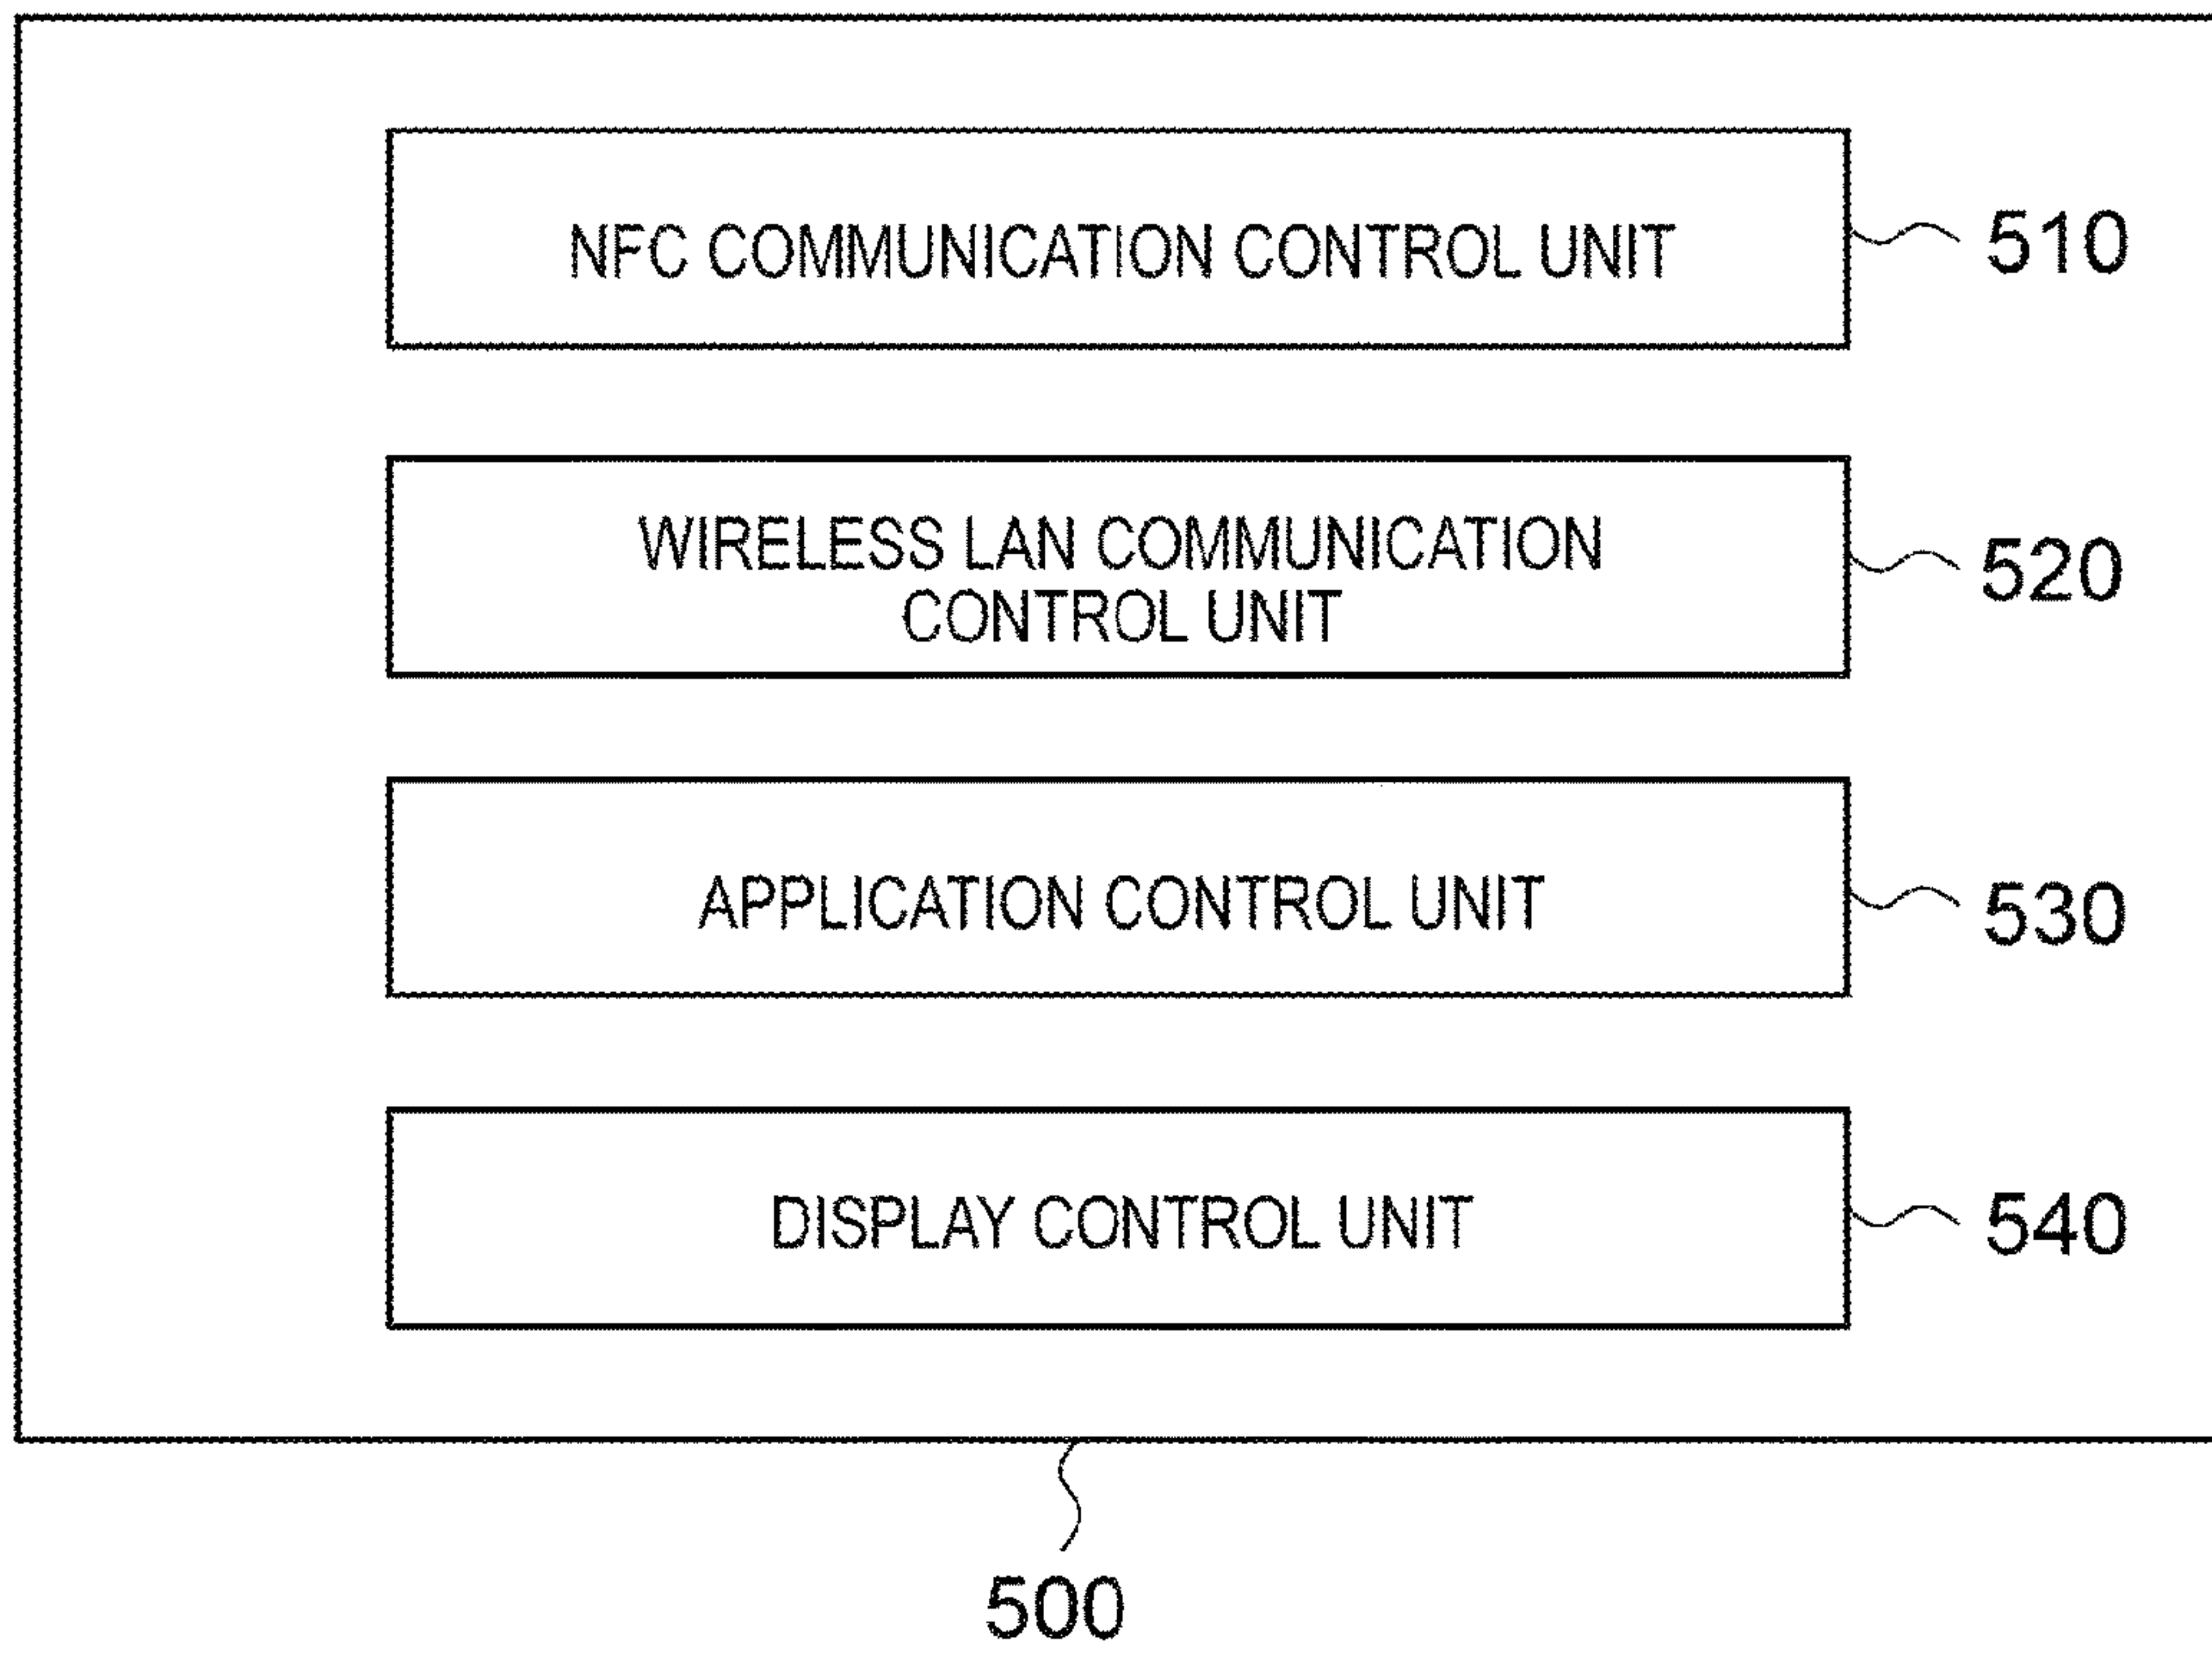 NFC COMMUNICATION CONTROL UNIT
510
WIRELESS LAN COMMUNICATION
CONTROL UNIT
520
APPLICATION CONTROL UNIT
530
DISPLAY CONTROL UNIT
540
500